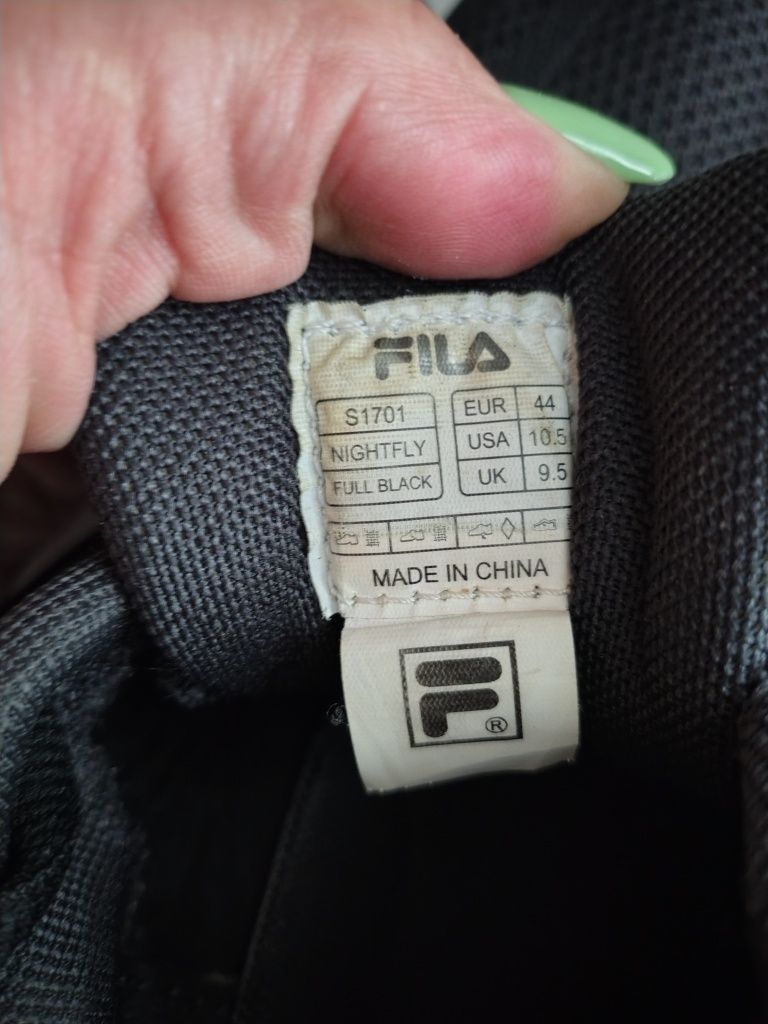 FILA
S1701
NIGHTFLY
FULL BLACK
EUR 44
USA 10.5
UK 9.5
MADE IN CHINA
F
®